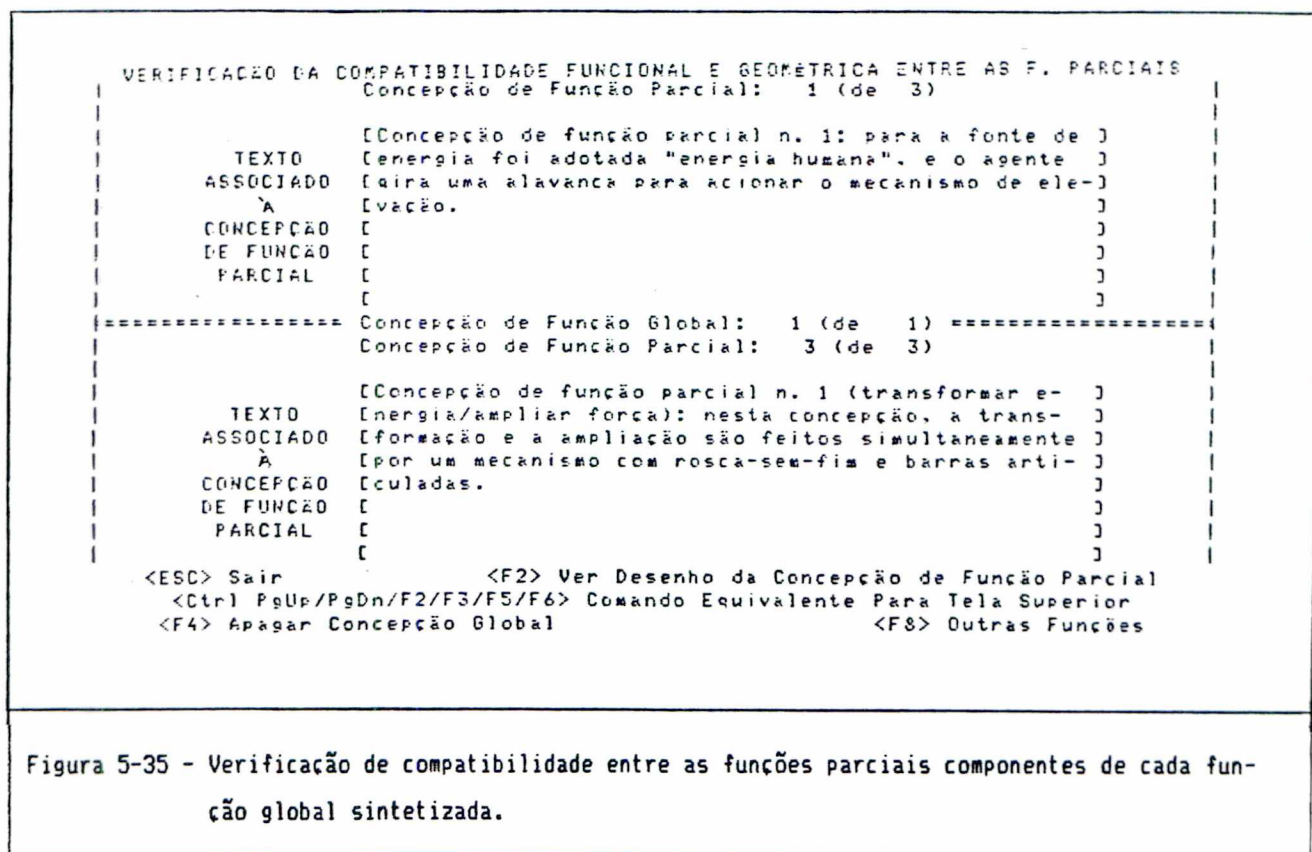 VERIFICAÇÃO DA COMPATIBILIDADE FUNCIONAL E GEOMÉTRICA ENTRE AS F. PARCIAIS
Concepção de Função Parcial: 1 (de 3)
[Concepção de função parcial n. 1: para a fonte de ]
TEXTO [energia foi adotada "energia humana", e o agente ]
ASSOCIADO [gira uma alavanca para acionar o mecanismo de ele-]
À [vação. ]
CONCEPÇÃO [ ]
DE FUNÇÃO [ ]
PARCIAL [ ]
[ ]
================= Concepção de Função Global: 1 (de 1) ===================
Concepção de Função Parcial: 3 (de 3)
[Concepção de função parcial n. 1 (transformar e- ]
TEXTO [nergia/ampliar força): nesta concepção, a trans- ]
ASSOCIADO [formação e a ampliação são feitos simultaneamente ]
À [por um mecanismo com rosca-sem-fim e barras arti- ]
CONCEPÇÃO [culadas. ]
DE FUNÇÃO [ ]
PARCIAL [ ]
[ ]
<ESC> Sair <F2> Ver Desenho da Concepção de Função Parcial
<Ctrl PgUp/PgDn/F2/F3/F5/F6> Comando Equivalente Para Tela Superior
<F4> Apagar Concepção Global <F8> Outras Funções
Figura 5-35 - Verificação de compatibilidade entre as funções parciais componentes de cada fun-
ção global sintetizada.